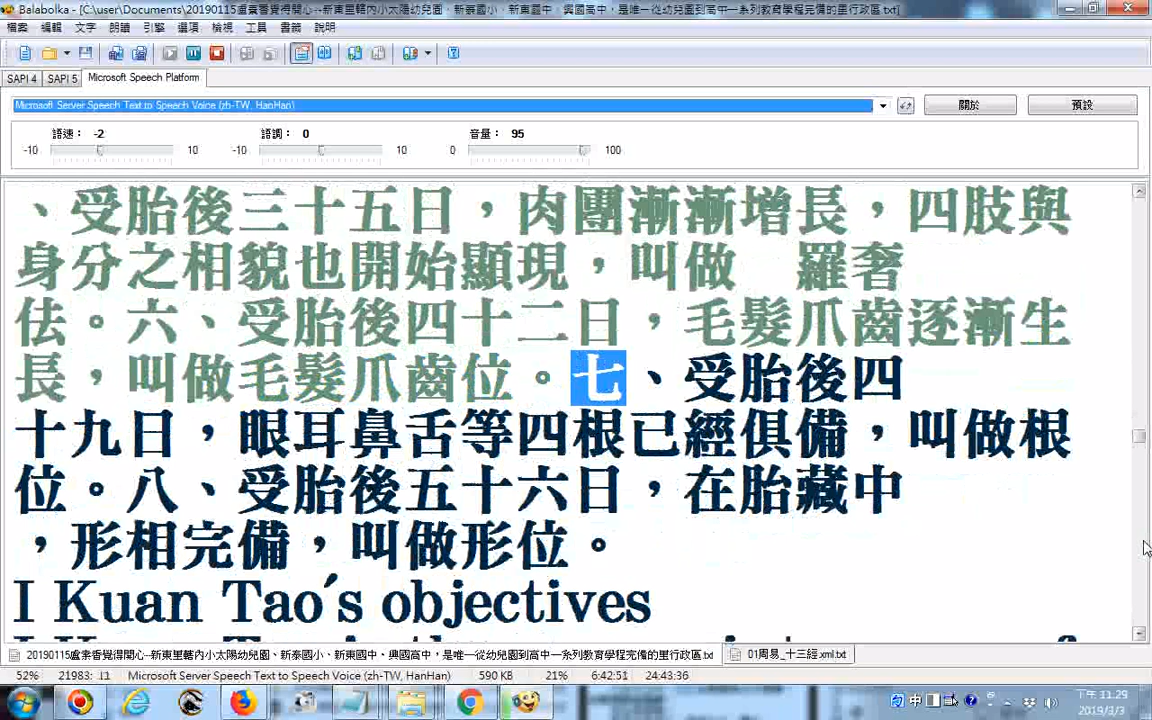 Balabolka - [C:\user\Documents\20190115盧素香覺得開心--新東里轄內小太陽幼兒園、新泰國小、新東國中、興國高中，是唯一從幼兒園到高中一系列教育學程完備的里行政區.txt]
檔案 編輯 文字 朗讀 引擎 選項 檢視 工具 書籤 說明
SAPI 4 SAPI 5 Microsoft Speech Platform
Microsoft Server Speech Text to Speech Voice (zh-TW, HanHan)
關於 預設
語速： -2 語調： 0 音量： 95
-10 10 -10 10 0 100
、受胎後三十五日，肉團漸漸增長，四肢與
身分之相貌也開始顯現，叫做　羅奢
佉。六、受胎後四十二日，毛髮爪齒逐漸生
長，叫做毛髮爪齒位。七、受胎後四
十九日，眼耳鼻舌等四根已經俱備，叫做根
位。八、受胎後五十六日，在胎藏中
，形相完備，叫做形位。
I Kuan Tao's objectives
20190115盧素香覺得開心--新東里轄內小太陽幼兒園、新泰國小、新東國中、興國高中，是唯一從幼兒園到高中一系列教育學程完備的里行政區.txt 01周易_十三經.xml.txt
52% 21983: 11 Microsoft Server Speech Text to Speech Voice (zh-TW, HanHan) 590 KB 21% 6:42:51 24:43:36
中 下午 11:29
2019/3/3